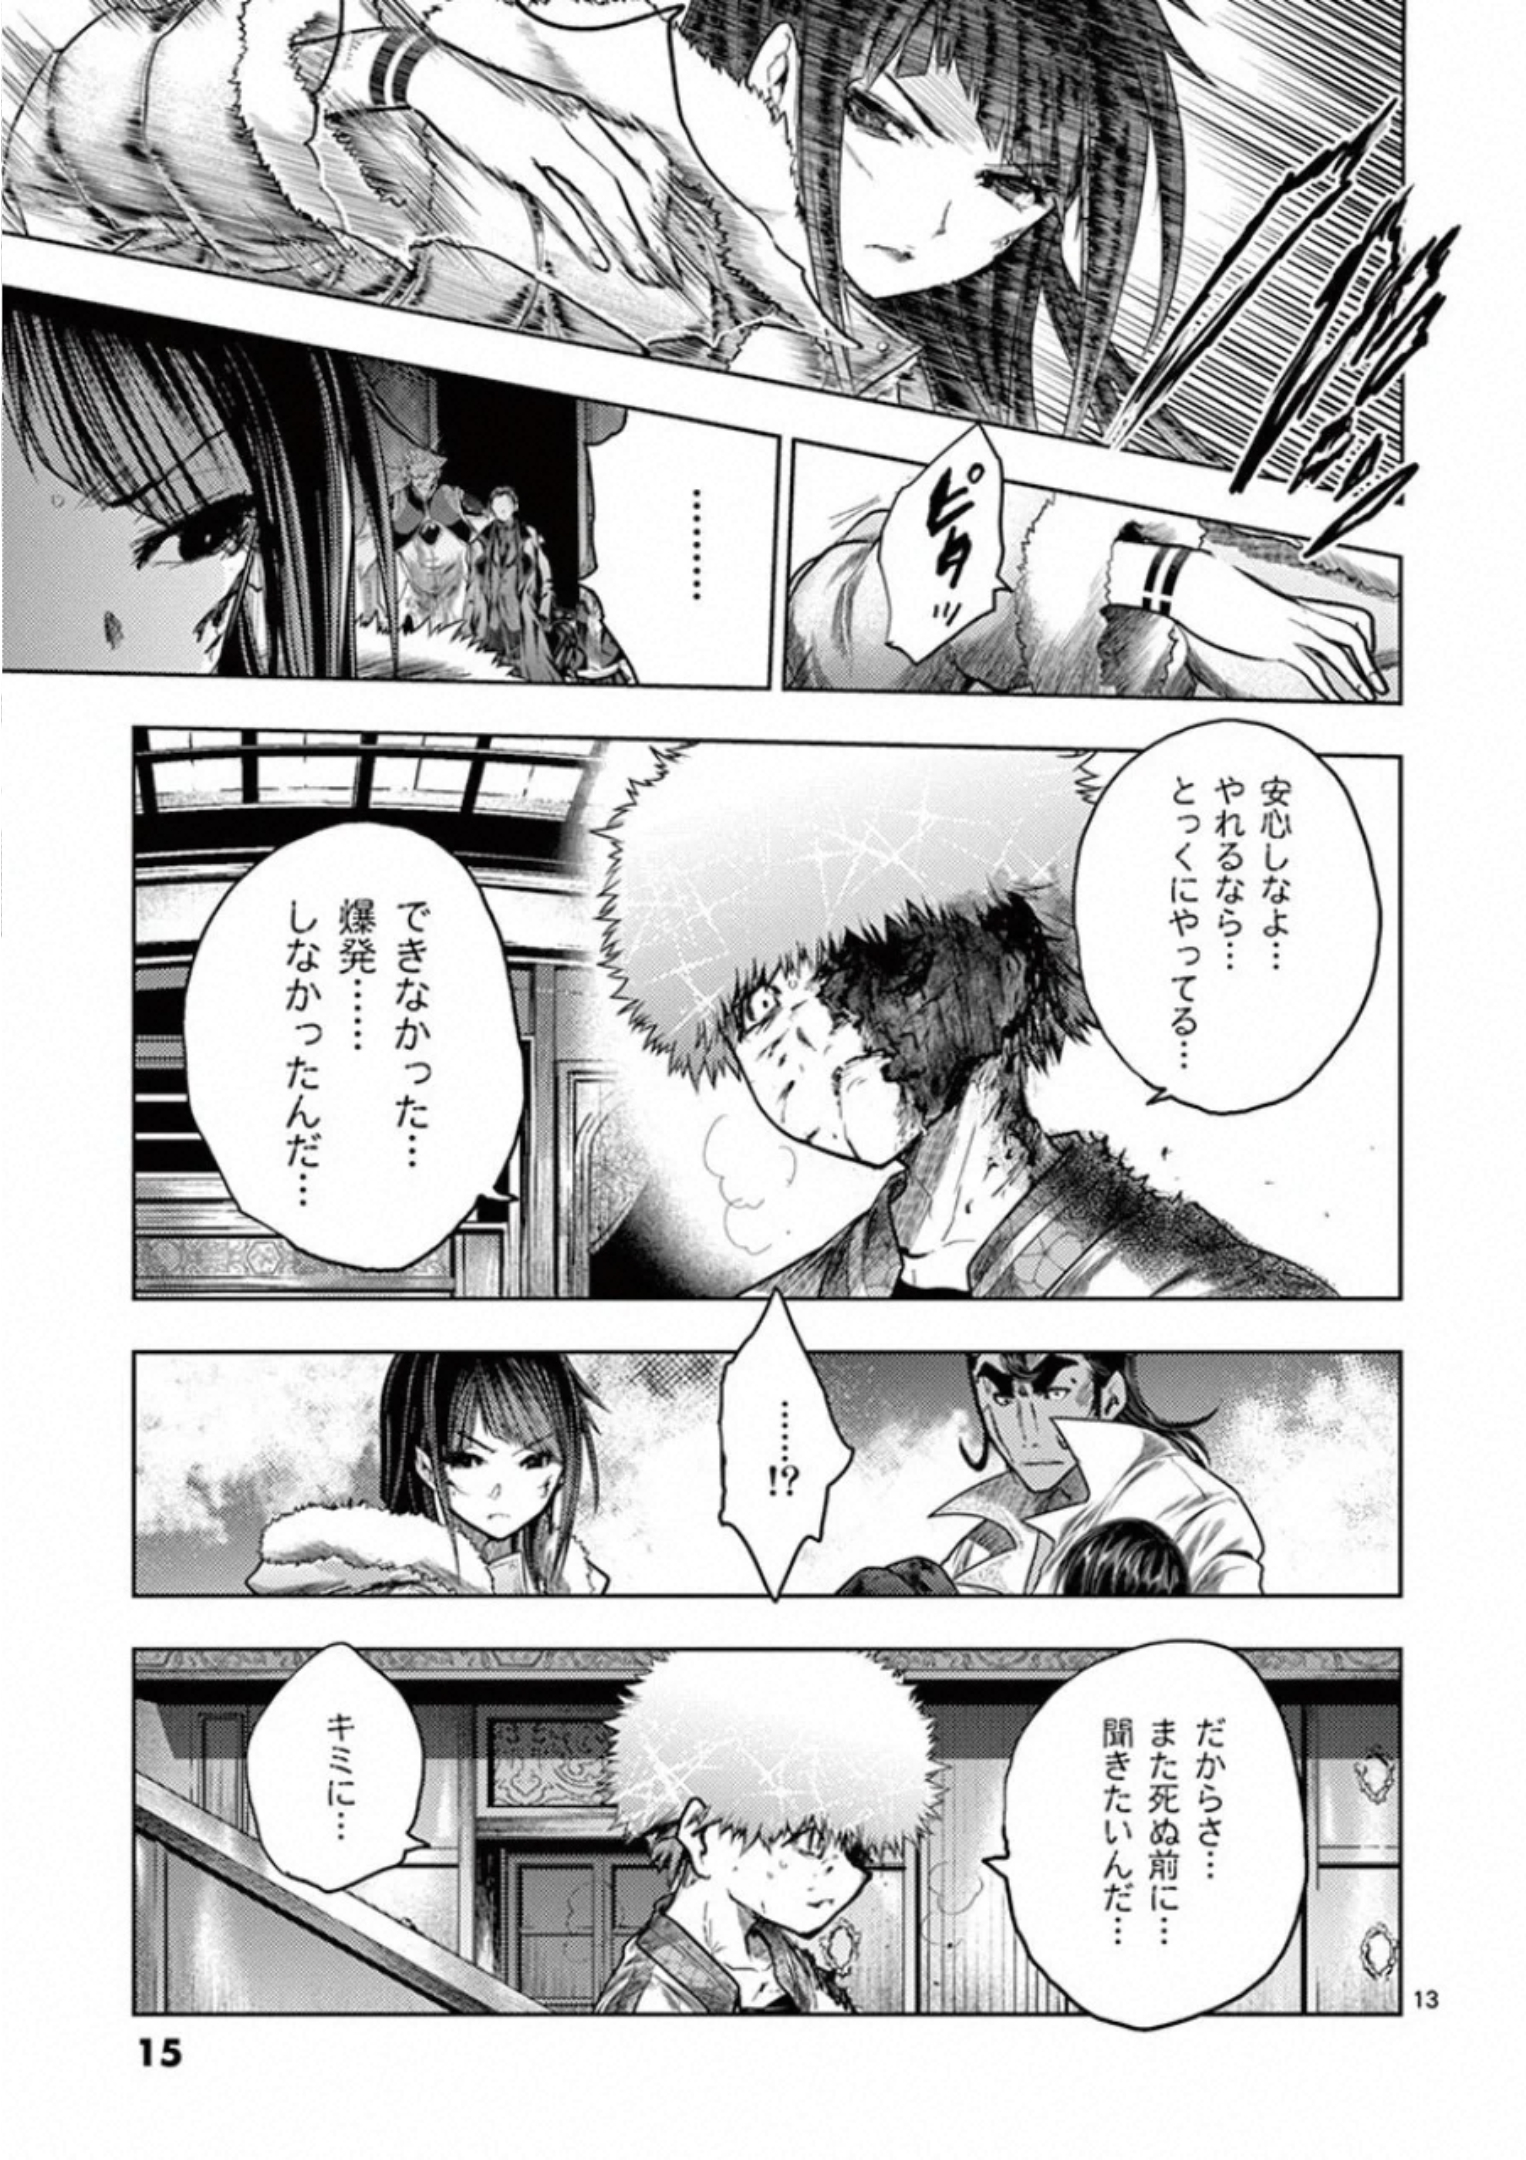 ピタ
………
安心しなよ…
やれるなら…
とっくにやってる…
できなかった…
爆発……
しなかったんだ…
……!?
だからさ…
また死ぬ前に…
聞きたいんだ…
キミに…
13
15